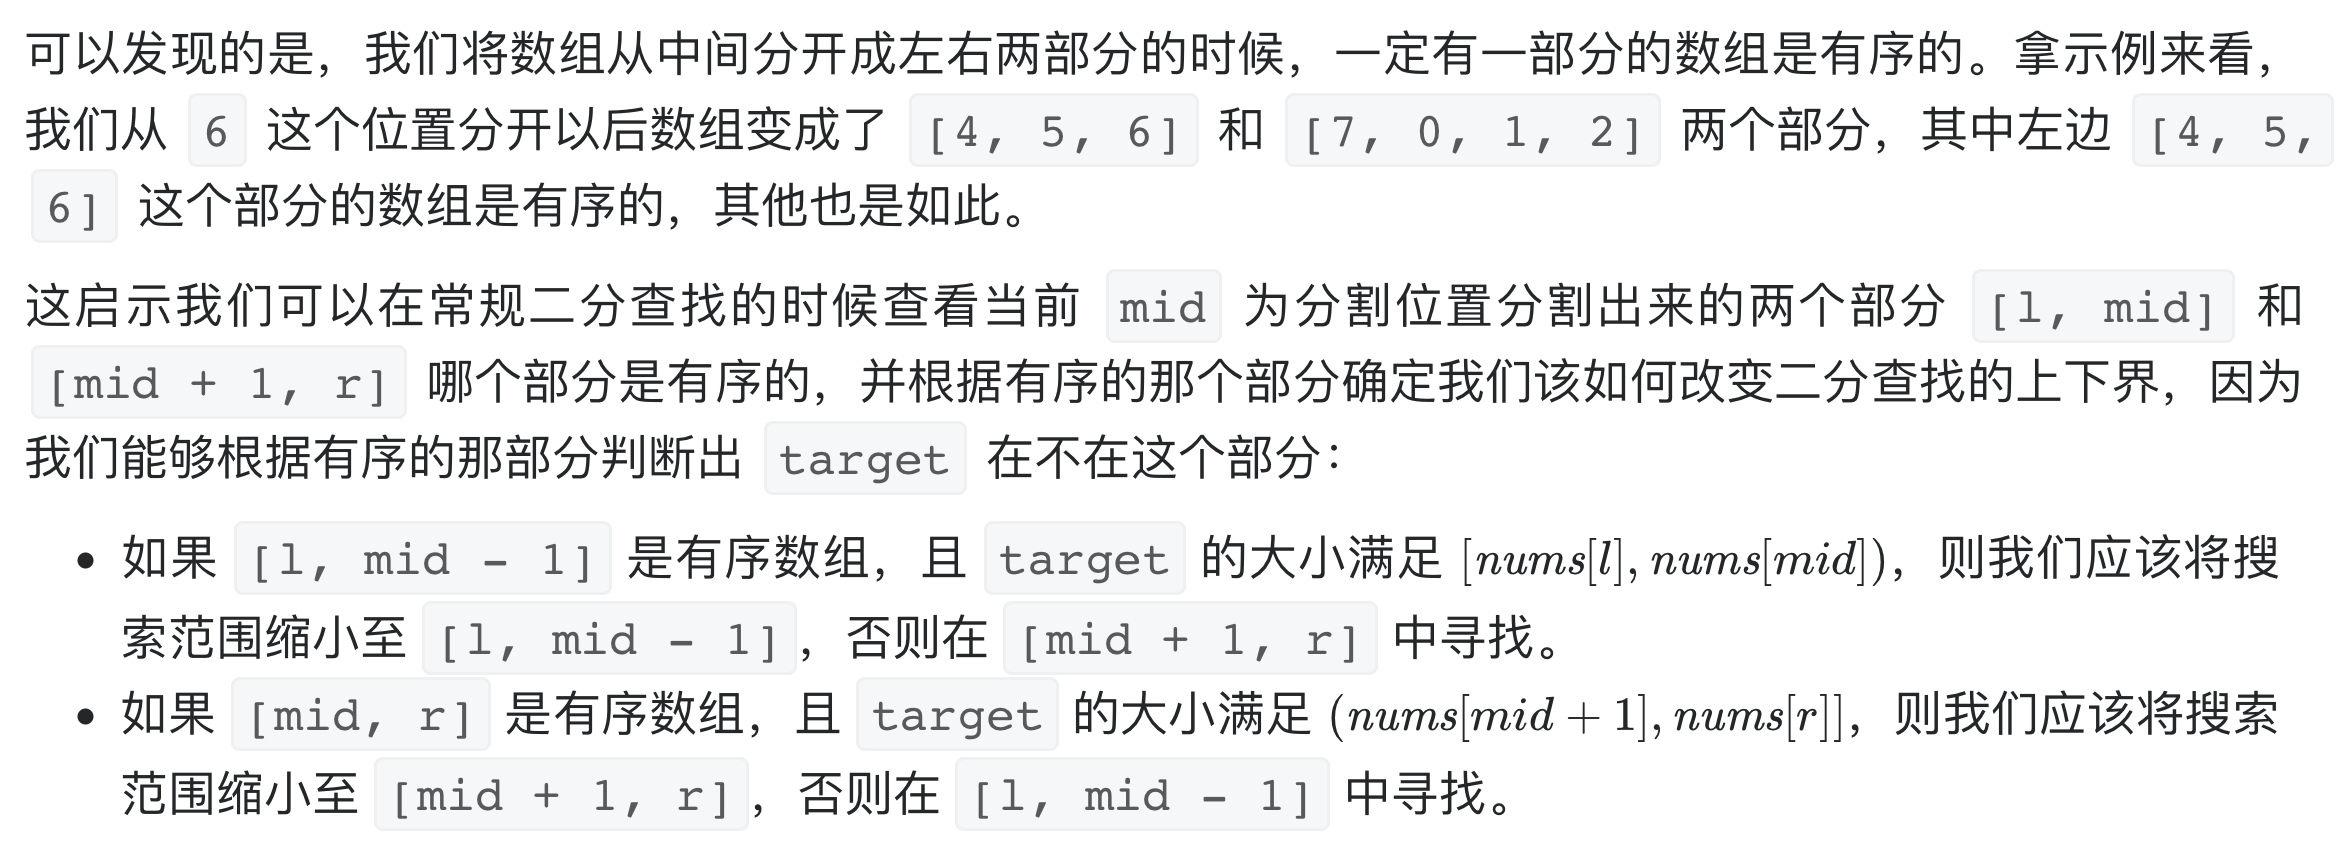 可以发现的是，我们将数组从中间分开成左右两部分的时候，一定有一部分的数组是有序的。拿示例来看，
我们从 6 这个位置分开以后数组变成了 [4, 5, 6] 和 [7, 0, 1, 2] 两个部分，其中左边 [4, 5,
6] 这个部分的数组是有序的，其他也是如此。
这启示我们可以在常规二分查找的时候查看当前 mid 为分割位置分割出来的两个部分 [l, mid] 和
[mid + 1, r] 哪个部分是有序的，并根据有序的那个部分确定我们该如何改变二分查找的上下界，因为
我们能够根据有序的那部分判断出 target 在不在这个部分：
• 如果 [l, mid - 1] 是有序数组，且 target 的大小满足 [nums[l], nums[mid])，则我们应该将搜
索范围缩小至 [l, mid - 1]，否则在 [mid + 1, r] 中寻找。
• 如果 [mid, r] 是有序数组，且 target 的大小满足 (nums[mid + 1], nums[r]]，则我们应该将搜索
范围缩小至 [mid + 1, r]，否则在 [l, mid - 1] 中寻找。